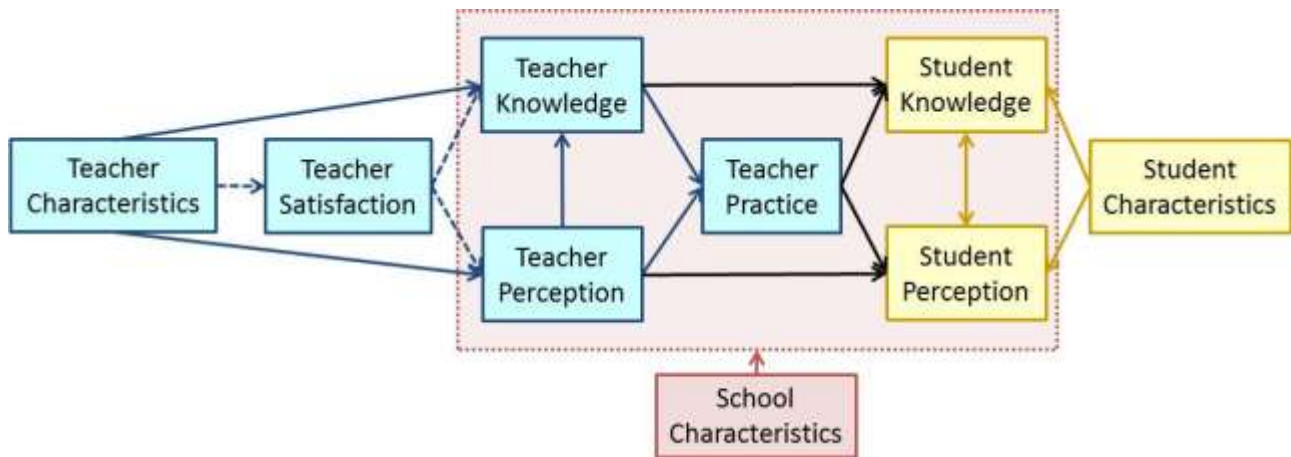 Teacher
Knowledge
Student
Knowledge
Teacher
Characteristics
Teacher
Satisfaction
Teacher
Practice
Student
Characteristics
Teacher
Perception
Student
Perception
School
Characteristics